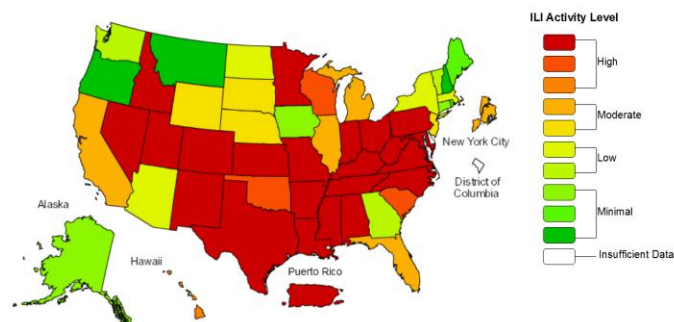 ILI Activity Level
High
Moderate
New York City
Low
District of
Columbia
Alaska
Minimal
Hawaii
Insufficient Data
Puerto Rico